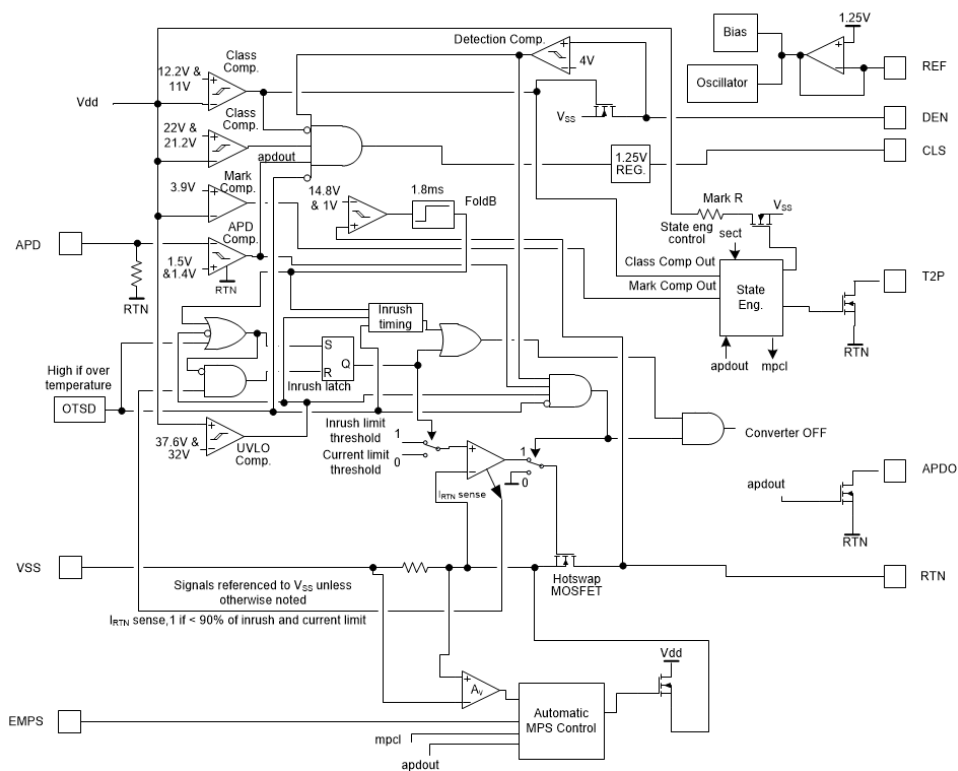 Detection Comp.
1.25V
Class
Comp.
4V
Bias
REF
12.2V &
11V
Oscillator
Vdd
VSS
DEN
Class
Comp.
22V &
21.2V
apdout
1.25V
REG.
CLS
Mark
Comp.
3.9V
14.8V
& 1V
1.8ms
FoldB
Mark R
VSS
State eng
control
sect
APD
APD
Comp.
1.5V
&1.4V
RTN
RTN
Class Comp Out
Mark Comp Out
State
Eng.
T2P
Inrush
timing
RTN
apdout
mpcl
S
Q
R
Inrush latch
High if over
temperature
OTSD
37.6V &
32V
UVLO
Comp.
Inrush limit
threshold
1
Current limit
threshold
0
1
0
Converter OFF
IRTN sense
APDO
apdout
RTN
VSS
Hotswap
MOSFET
RTN
Signals referenced to VSS unless
otherwise noted
IRTN sense,1 if < 90% of inrush and current limit
Vdd
AV
EMPS
Automatic
MPS Control
mpcl
apdout